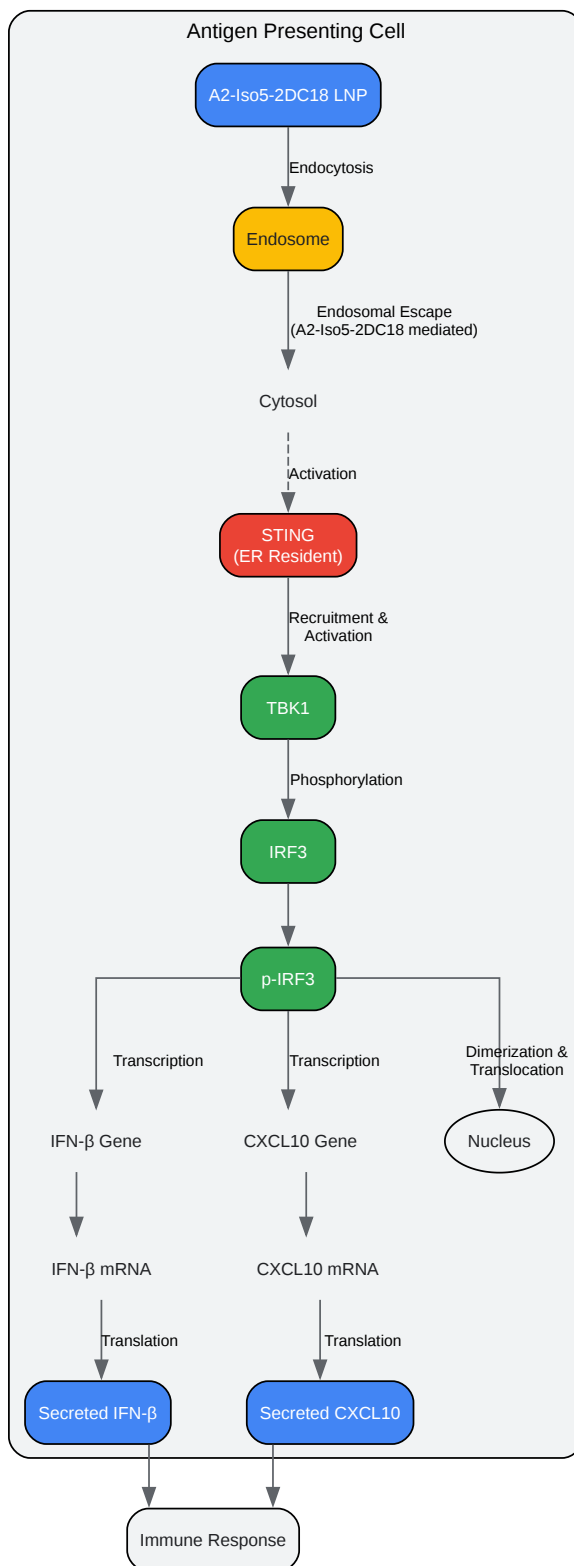 Antigen Presenting Cell
A2-Iso5-2DC18 LNP
Endocytosis
Endosome
Endosomal Escape
(A2-Iso5-2DC18 mediated)
Cytosol
Activation
STING
(ER Resident)
Recruitment &
Activation
TBK1
Phosphorylation
IRF3
p-IRF3
Transcription
Transcription
Dimerization &
Translocation
IFN-β Gene
CXCL10 Gene
Nucleus
IFN-β mRNA
CXCL10 mRNA
Translation
Translation
Secreted IFN-β
Secreted CXCL10
Immune Response